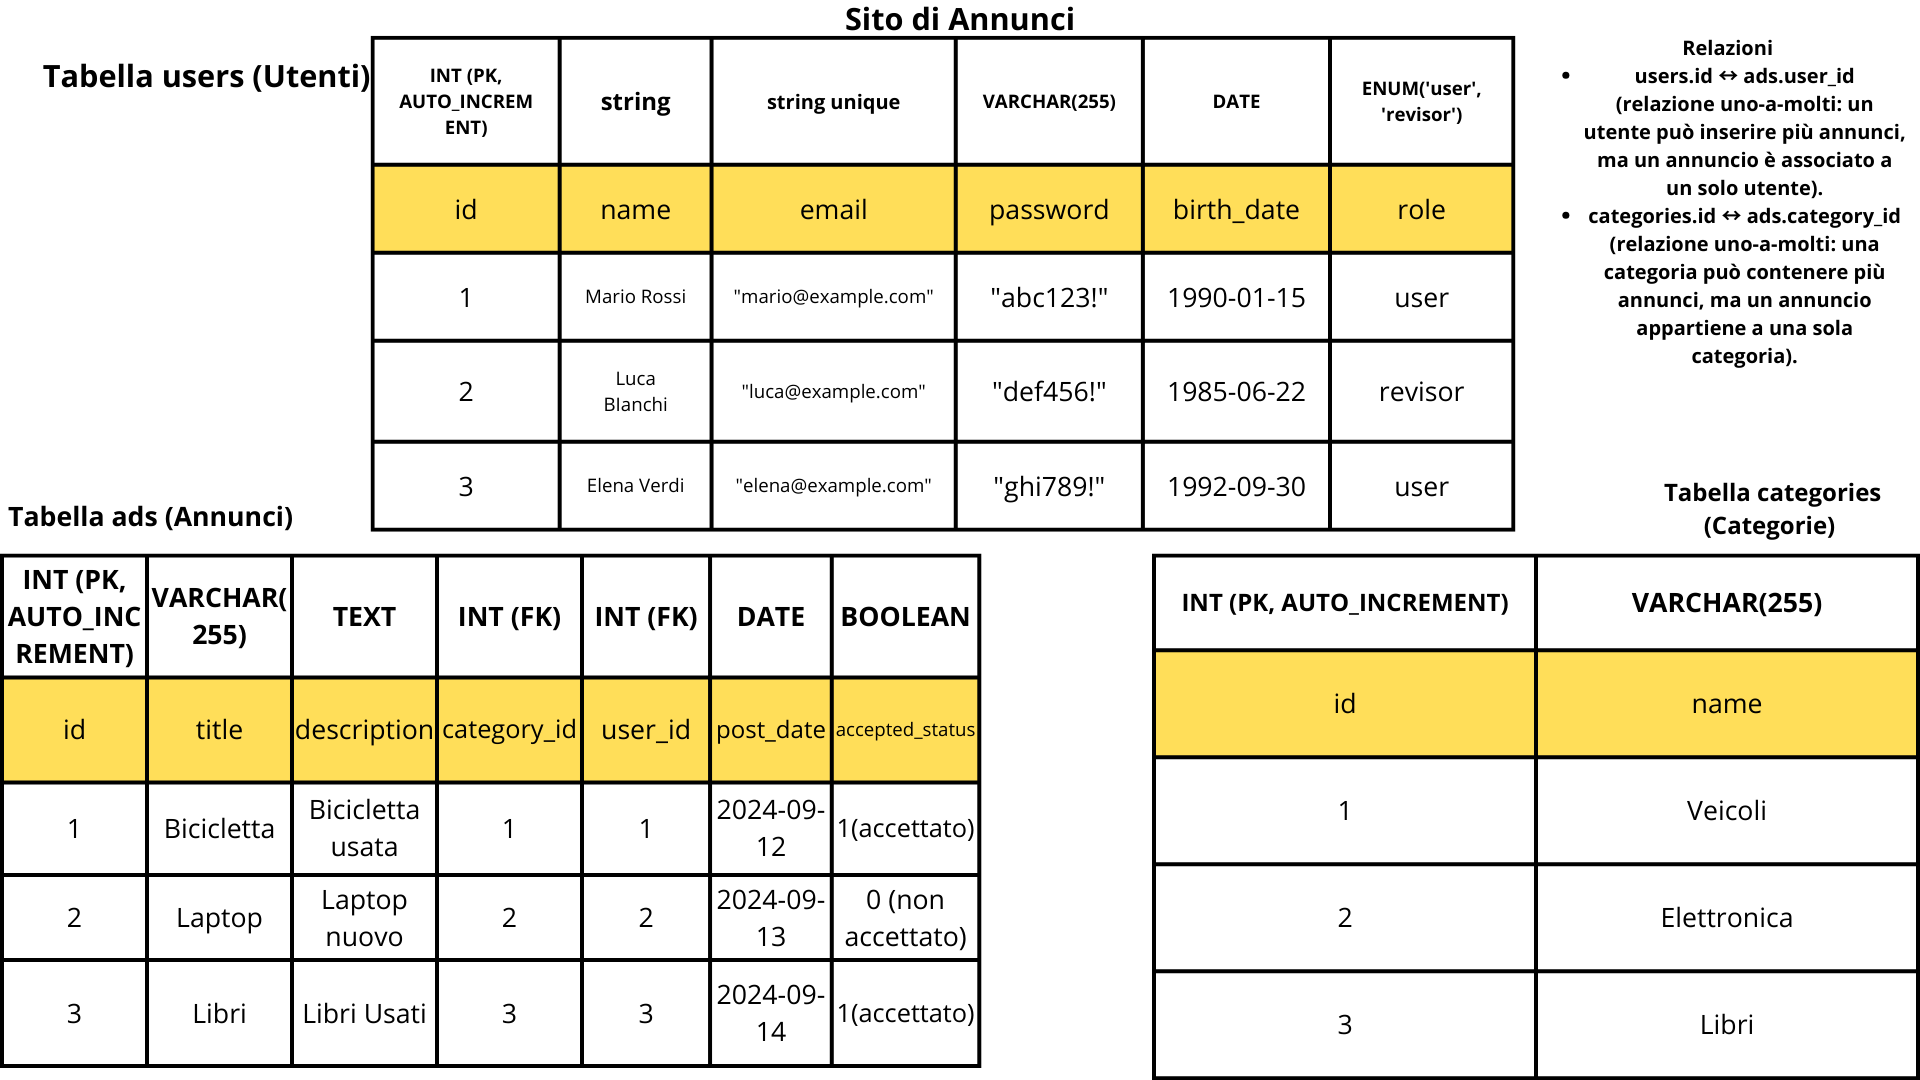 Sito di Annunci
Tabella users (Utenti)
INT (PK,
AUTO_INCREM
ENT)
string
string unique
VARCHAR(255)
DATE
ENUM('user',
'revisor')
id
name
email
password
birth_date
role
1
Mario Rossi
"mario@example.com"
"abc123!"
1990-01-15
user
2
Luca
BIanchi
"luca@example.com"
"def456!"
1985-06-22
revisor
3
Elena Verdi
"elena@example.com"
"ghi789!"
1992-09-30
user
Relazioni
• users.id ↔ ads.user_id
(relazione uno-a-molti: un
utente può inserire più annunci,
ma un annuncio è associato a
un solo utente).
• categories.id ↔ ads.category_id
(relazione uno-a-molti: una
categoria può contenere più
annunci, ma un annuncio
appartiene a una sola
categoria).
Tabella ads (Annunci)
INT (PK,
AUTO_INC
REMENT)
VARCHAR(
255)
TEXT
INT (FK)
INT (FK)
DATE
BOOLEAN
id
title
description
category_id
user_id
post_date
accepted_status
1
Bicicletta
Bicicletta
usata
1
1
2024-09-
12
1(accettato)
2
Laptop
Laptop
nuovo
2
2
2024-09-
13
0 (non
accettato)
3
Libri
Libri Usati
3
3
2024-09-
14
1(accettato)
Tabella categories
(Categorie)
INT (PK, AUTO_INCREMENT)
VARCHAR(255)
id
name
1
Veicoli
2
Elettronica
3
Libri